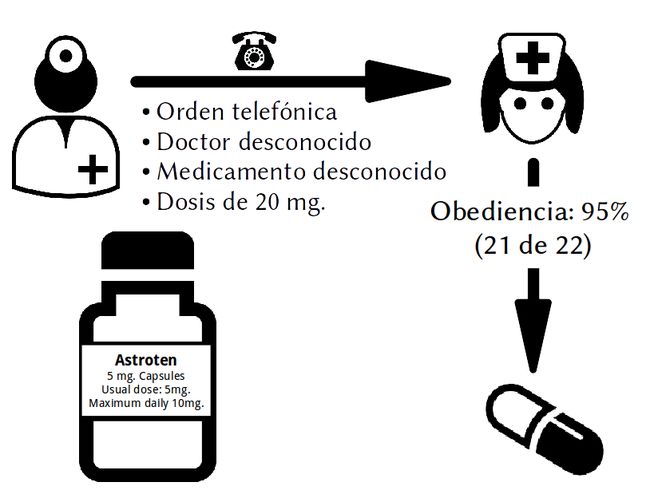 • Orden telefónica
• Doctor desconocido
• Medicamento desconocido
• Dosis de 20 mg.
Obediencia: 95%
(21 de 22)
Astroten
5 mg. Capsules
Usual dose: 5mg.
Maximum daily 10mg.